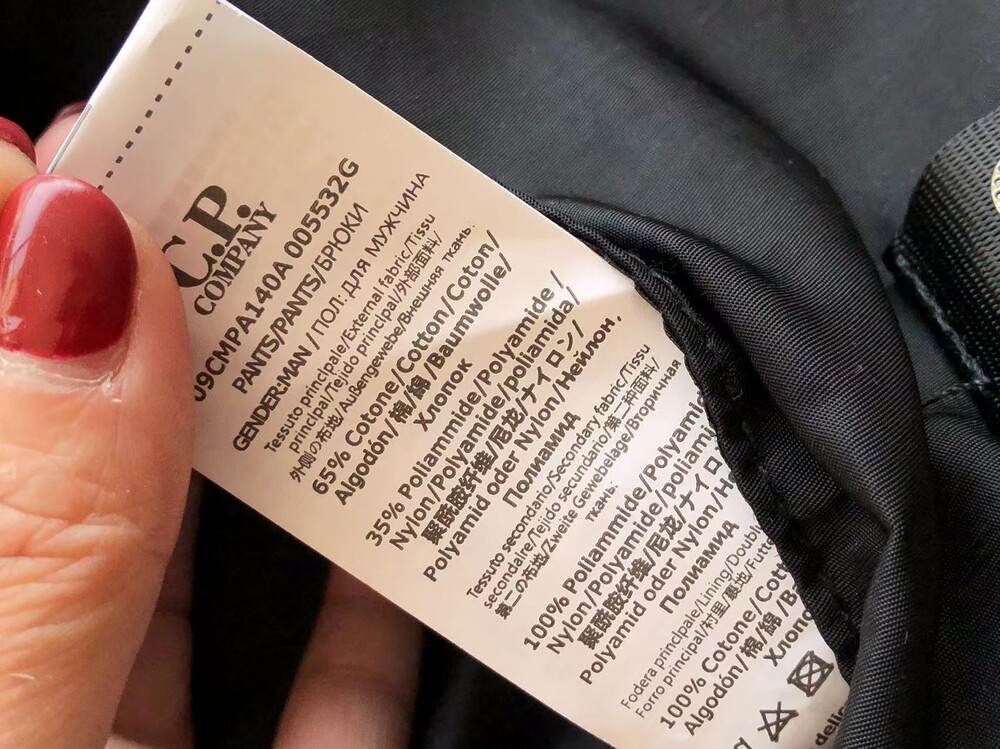 C.P.
COMPANY
09CMPA140A 005532G
PANTS/PANTS/БРЮКИ
GENDER:MAN / ПОЛ: ДЛЯ МУЖЧИНА
Tessuto principale/External fabric/Tissu
principal/Tejido principal/外部面料/
外側の布地/Außengewebe/Внешняя ткань:
65% Cotone/Cotton/Coton/
Algodón/棉/綿/Baumwolle/
Хлопок
35% Poliammide/Polyamide /
Nylon/Polyamide/poliamida/
聚酰胺纤维/尼龙/ナイロン/
Polyamid oder Nylon/Нейлон,
Полиамид
Tessuto secondario/Secondary fabric/Tissu
secondaire/Tejido secundario/第二种面料/
第二の布地/Zweite Gewebelage/Вторичная
ткань:
100% Poliammide/Polyami
Nylon/Polyamide/poliami
聚酰胺纤维/尼龙/ナイロ
Polyamid oder Nylon/Н
Полиамид
Fodera principale/Lining/Doubl
Forro principal/村里/裏地/Futt
100% Cotone/Cott
Algodón/棉/綿/Ba
Хлопо